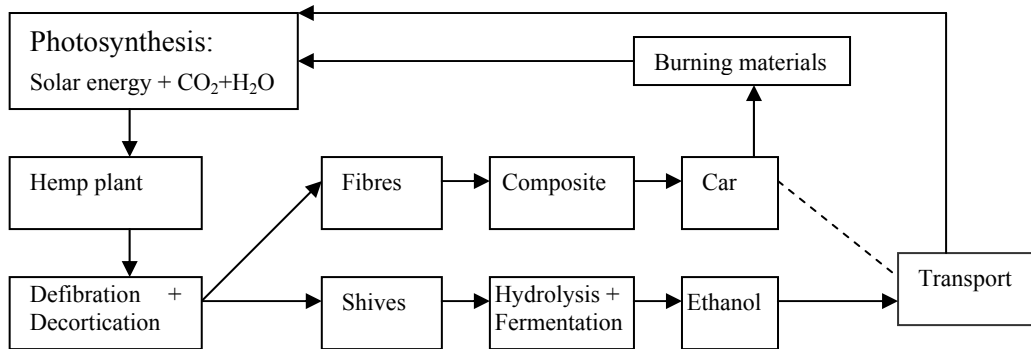 Photosynthesis:
Solar energy + CO₂+H₂O
Burning materials
Hemp plant
Fibres
Composite
Car
Transport
Defibration +
Decortication
Shives
Hydrolysis +
Fermentation
Ethanol